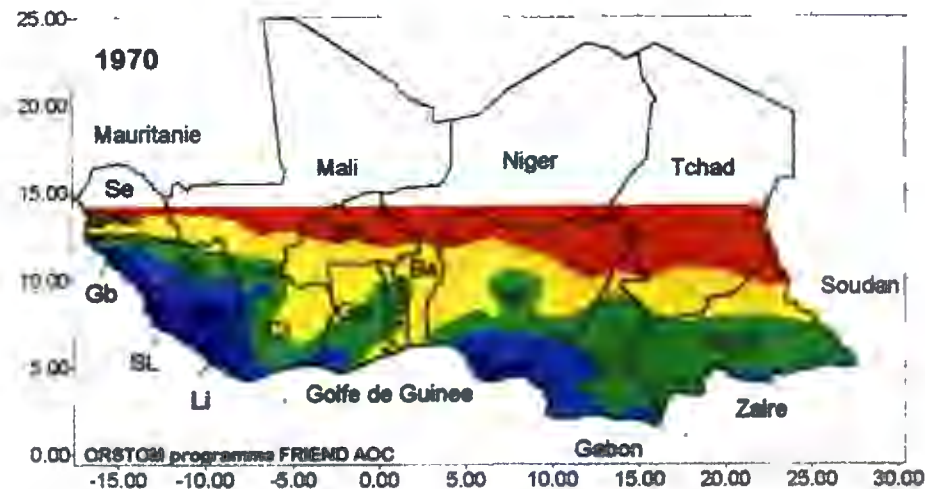 25.00
1970
20.00
Mauritanie
Mali
Niger
Tchad
15.00
Se
Ba
10.00
Soudan
Gb
Ci
5.00
SL
Li
Golfe de Guinee
Zaire
Gabon
0.00
ORSTOM programme FRIEND AOC
-15.00 -10.00 -5.00 0.00 5.00 10.00 15.00 20.00 25.00 30.00